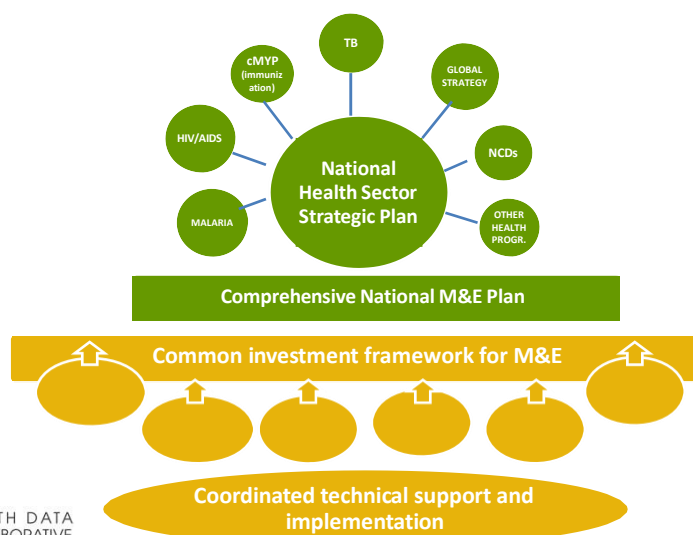 TB
cMYP
(immuniz
ation)
GLOBAL
STRATEGY
HIV/AIDS
NCDs
National
Health Sector
Strategic Plan
MALARIA
OTHER
HEALTH
PROGR.
Comprehensive National M&E Plan
Common investment framework for M&E
Coordinated technical support and
implementation
TH DATA